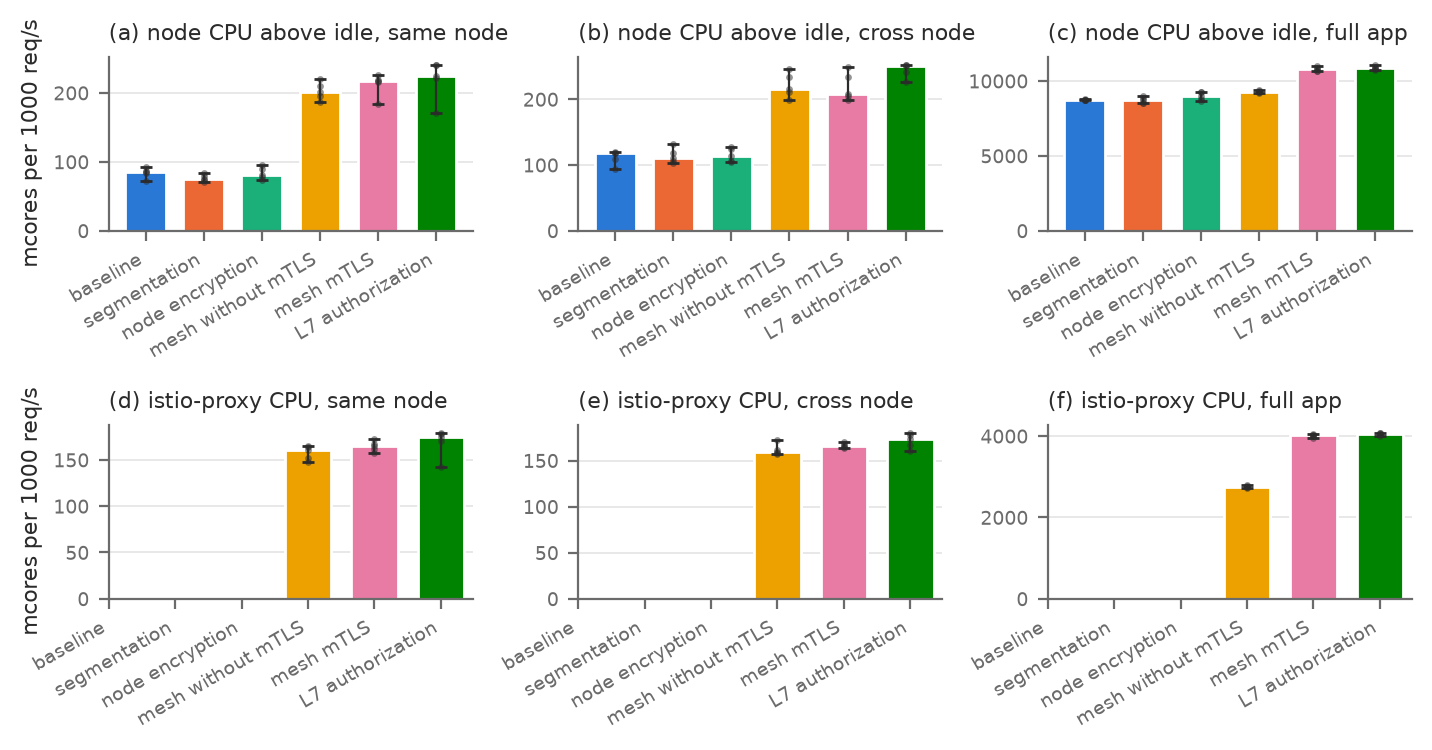 mcores per 1000 req/s
(a) node CPU above idle, same node
200
100
0
baseline
segmentation
node encryption
mesh without mTLS
mesh mTLS
L7 authorization
(b) node CPU above idle, cross node
200
100
0
baseline
segmentation
node encryption
mesh without mTLS
mesh mTLS
L7 authorization
(c) node CPU above idle, full app
10000
5000
0
baseline
segmentation
node encryption
mesh without mTLS
mesh mTLS
L7 authorization
mcores per 1000 req/s
(d) istio-proxy CPU, same node
150
100
50
0
baseline
segmentation
node encryption
mesh without mTLS
mesh mTLS
L7 authorization
(e) istio-proxy CPU, cross node
150
100
50
0
baseline
segmentation
node encryption
mesh without mTLS
mesh mTLS
L7 authorization
(f) istio-proxy CPU, full app
4000
2000
0
baseline
segmentation
node encryption
mesh without mTLS
mesh mTLS
L7 authorization